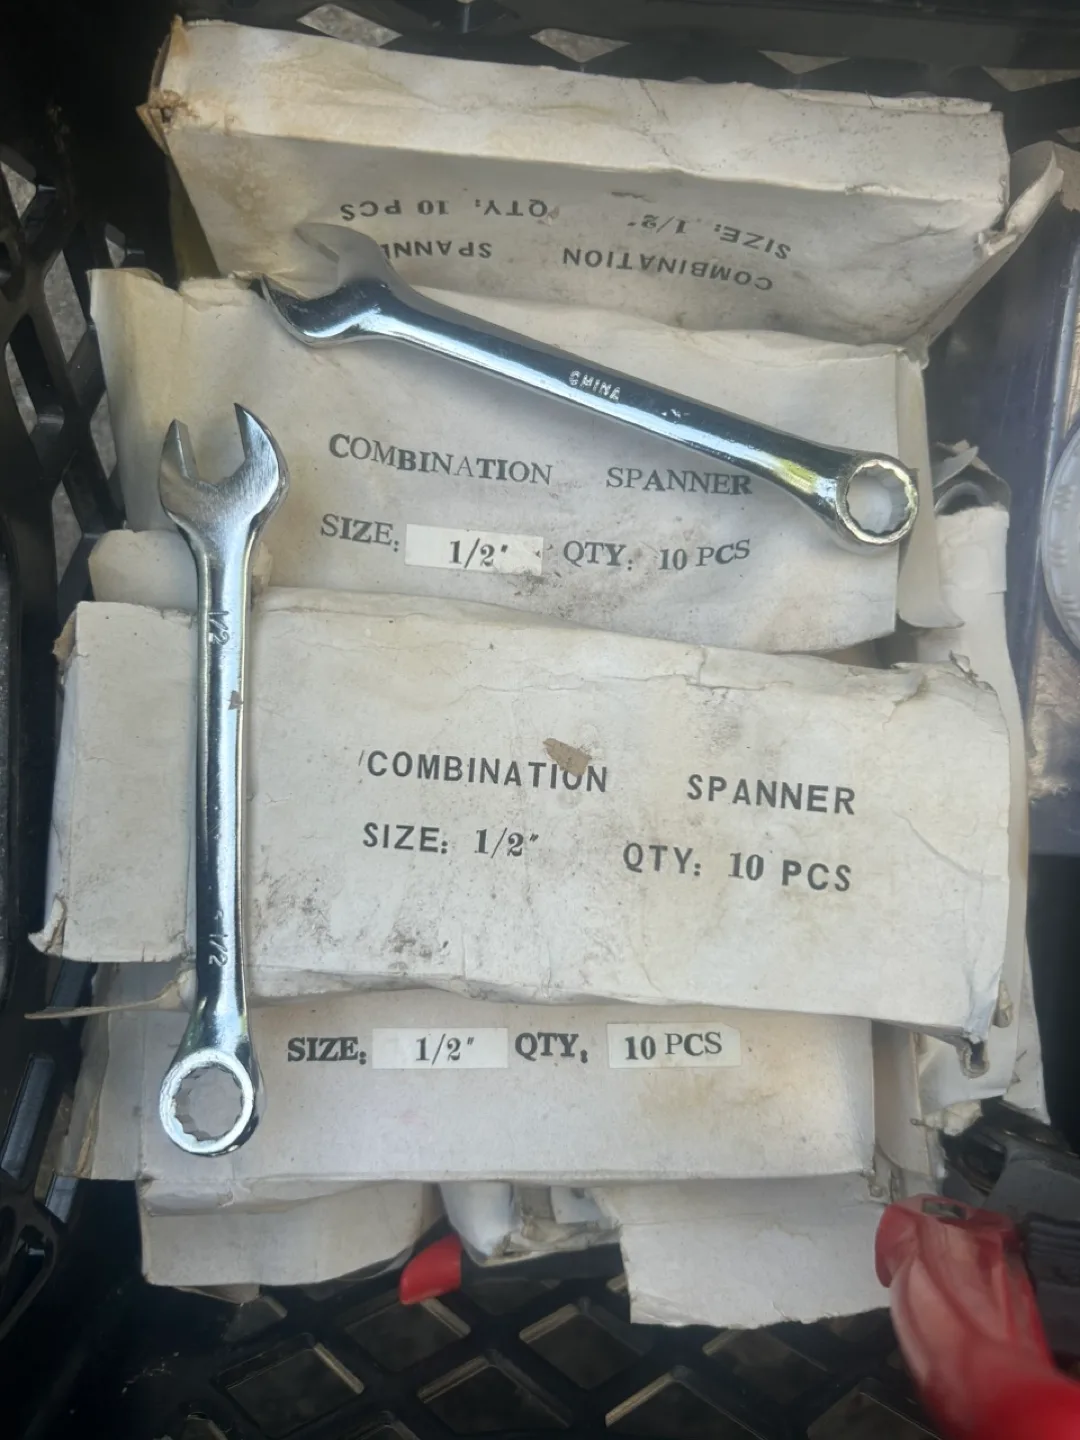 COMBINATION SPANNE
SIZE: 1/2" QTY: 10 PCS
CHINA
COMBINATION SPANNER
SIZE: 1/2" QTY: 10 PCS
1/2
COMBINATION SPANNER
SIZE: 1/2" QTY: 10 PCS
1/2
SIZE: 1/2" QTY: 10 PCS